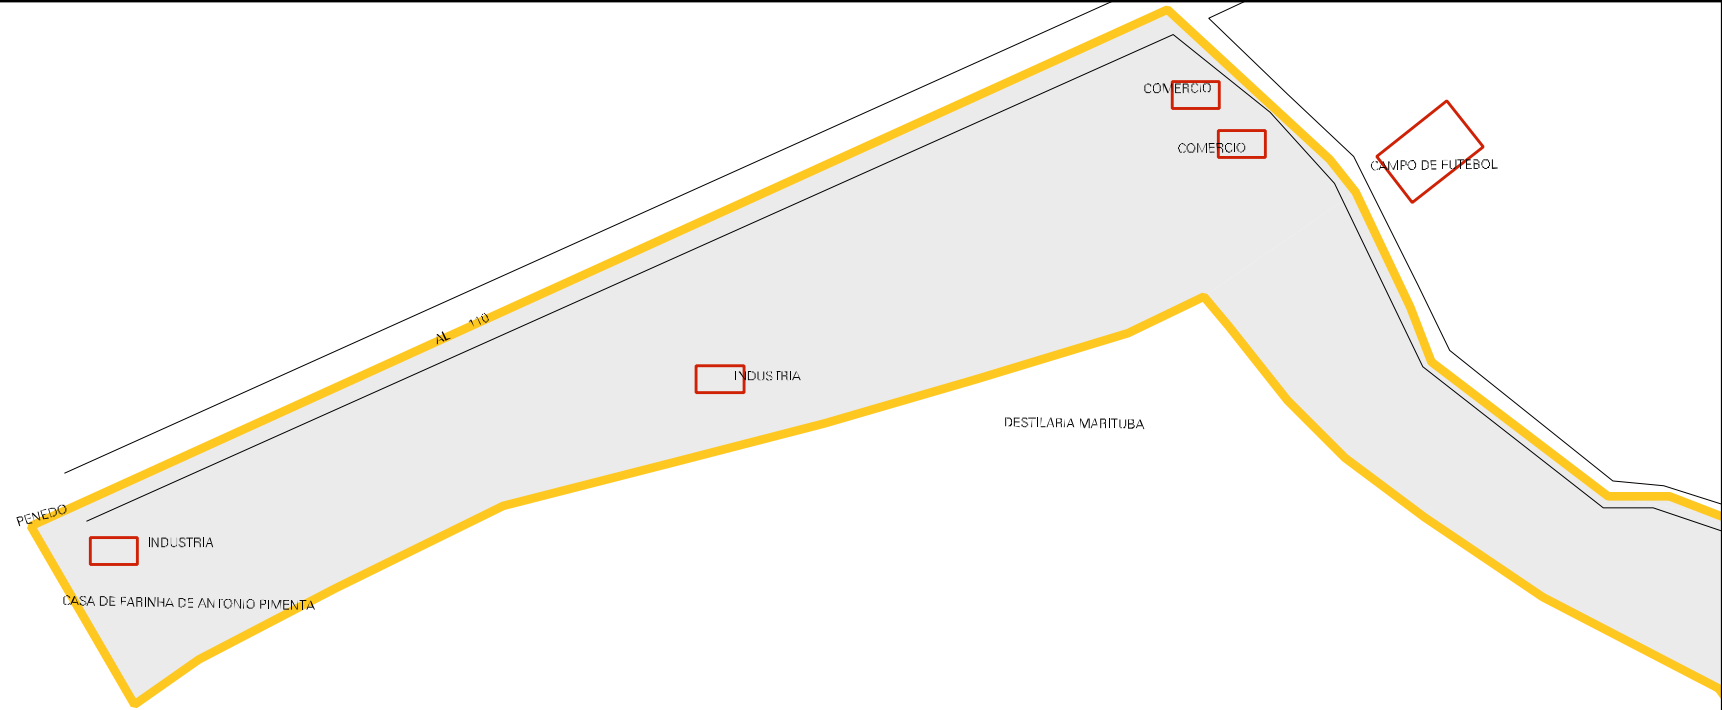 COMERCIO
COMERCIO
CAMPO DE FUTEBOL
AL 110
INDUSTRIA
DESTILARIA MARITUBA
PENEDO
INDUSTRIA
CASA DE FARINHA DE ANTONIO PIMENTA